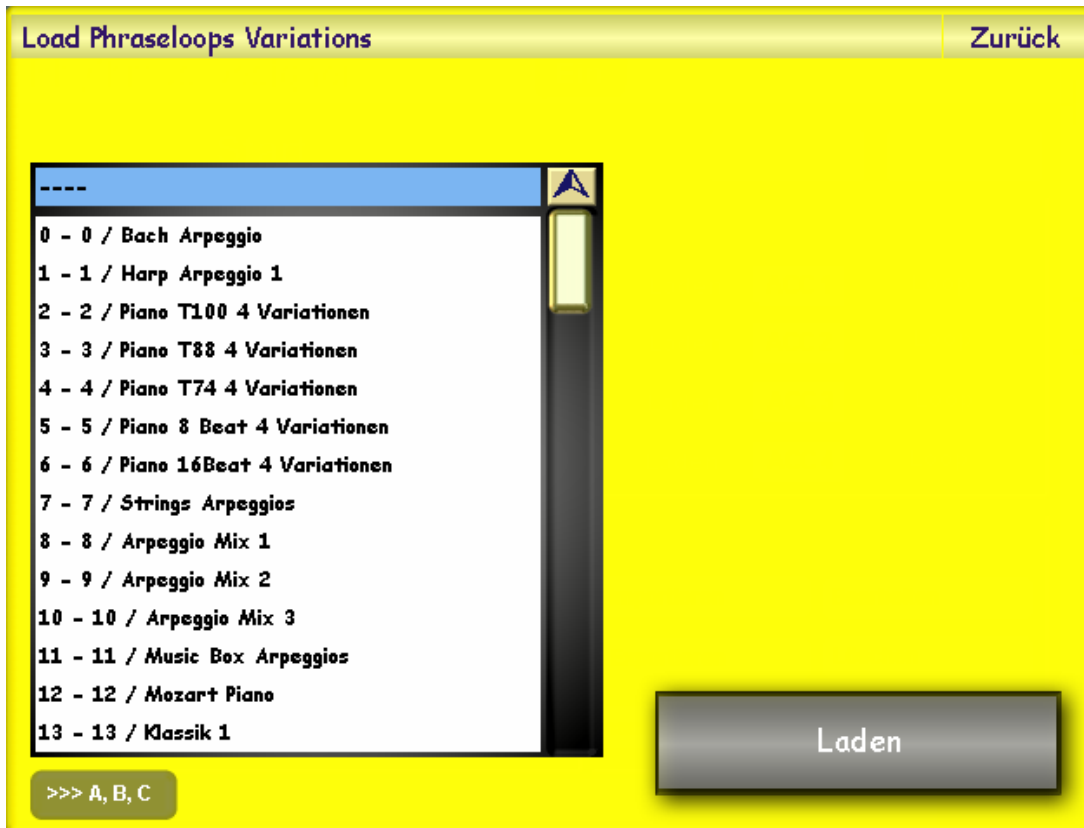 Load Phraseloops Variations
Zurück
----
0 - 0 / Bach Arpeggio
1 - 1 / Harp Arpeggio 1
2 - 2 / Piano T100 4 Variationen
3 - 3 / Piano T88 4 Variationen
4 - 4 / Piano T74 4 Variationen
5 - 5 / Piano 8 Beat 4 Variationen
6 - 6 / Piano 16Beat 4 Variationen
7 - 7 / Strings Arpeggios
8 - 8 / Arpeggio Mix 1
9 - 9 / Arpeggio Mix 2
10 - 10 / Arpeggio Mix 3
11 - 11 / Music Box Arpeggios
12 - 12 / Mozart Piano
13 - 13 / Klassik 1
Laden
>>> A, B, C